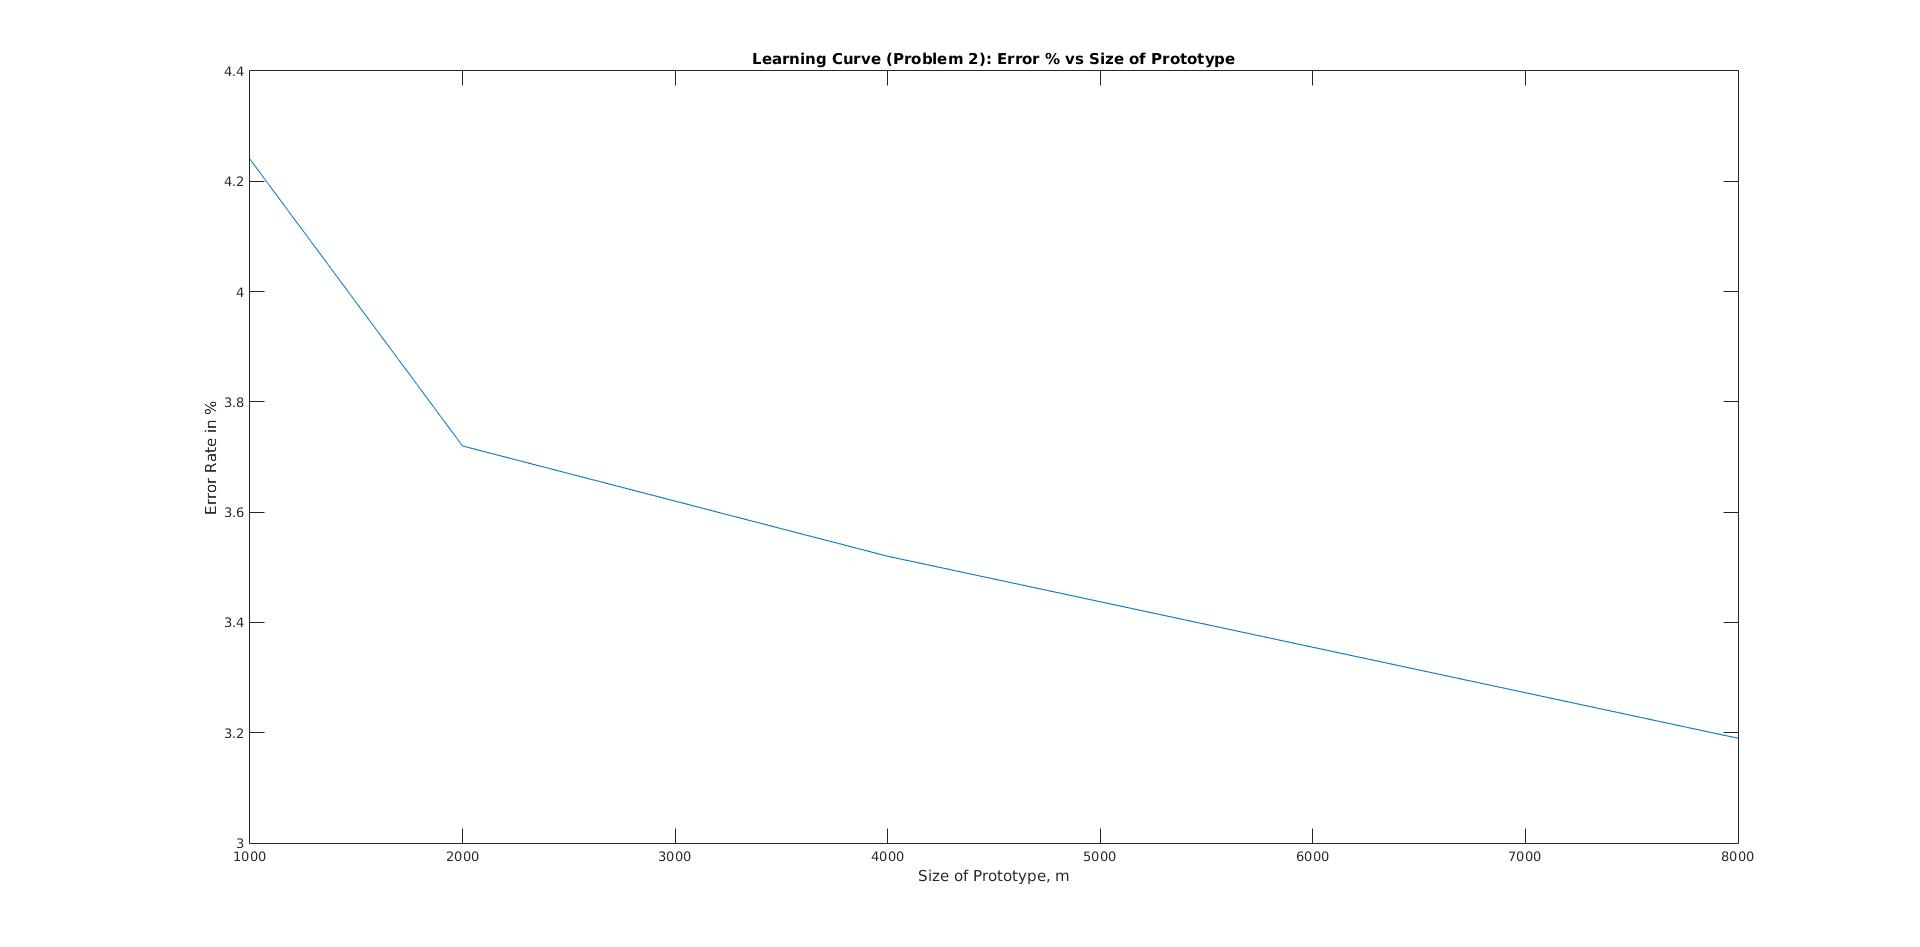 Learning Curve (Problem 2): Error % vs Size of Prototype
4.4
4.2
4
3.8
3.6
3.4
3.2
3
Error Rate in %
1000 2000 3000 4000 5000 6000 7000 8000
Size of Prototype, m